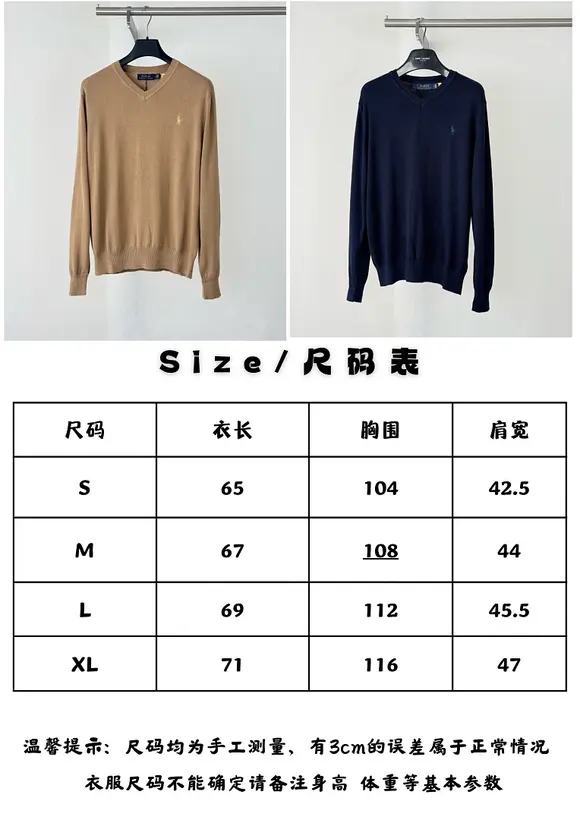 Size/尺码表
尺码 衣长 胸围 肩宽
S 65 104 42.5
M 67 108 44
L 69 112 45.5
XL 71 116 47
温馨提示：尺码均为手工测量，有3cm的误差属于正常情况
衣服尺码不能确定请备注身高 体重等基本参数